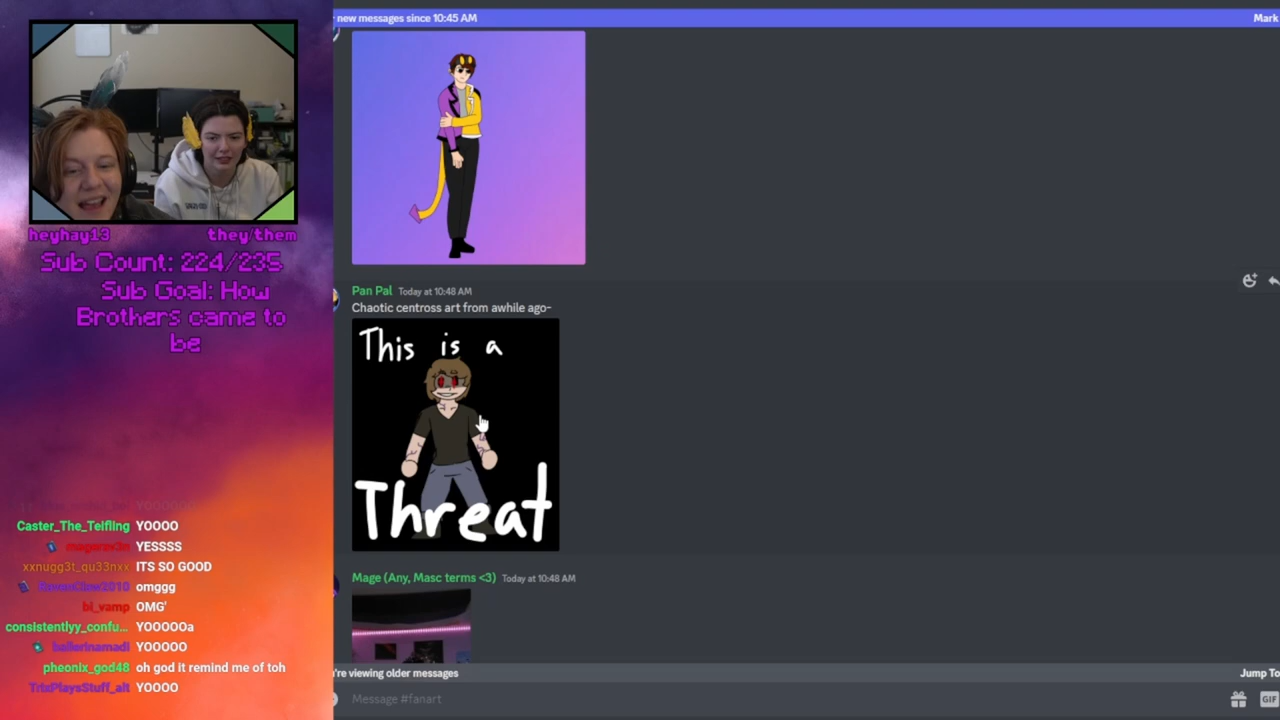 new messages since 10:45 AM
Mark
heyhay13
they/them
Sub Count: 224/235
Sub Goal: How
Brothers came to
be
Pan Pal Today at 10:48 AM
Chaotic centross art from awhile ago-
This is a
Threat
Mage (Any, Masc terms <3) Today at 10:48 AM
Caster_The_Teifling YOOOO
YESSSS
xxnugg3t_qu33nxx ITS SO GOOD
omggg
bi_vamp OMG'
consistentlyy_confu... YOOOOOa
ballerinamadi YOOOOO
pheonix_god48 oh god it remind me of toh
TrixPlaysStuff_alt YOOOO
're viewing older messages
Jump To
Message #fanart
GIF